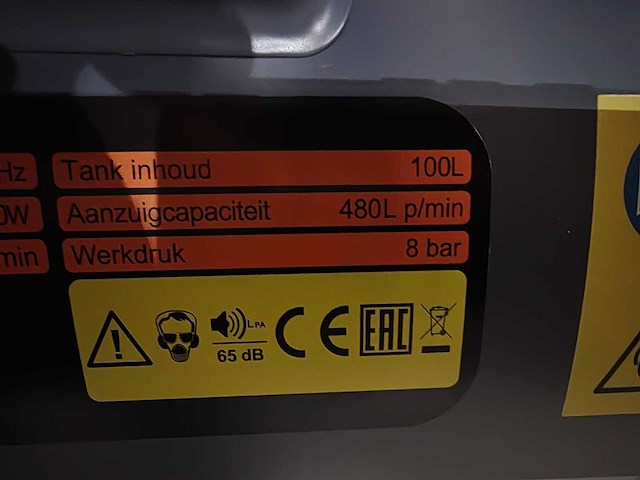 Hz Tank inhoud 100L
0W Aanzuigcapaciteit 480L p/min
min Werkdruk 8 bar
LPA
65 dB
CE
EAC